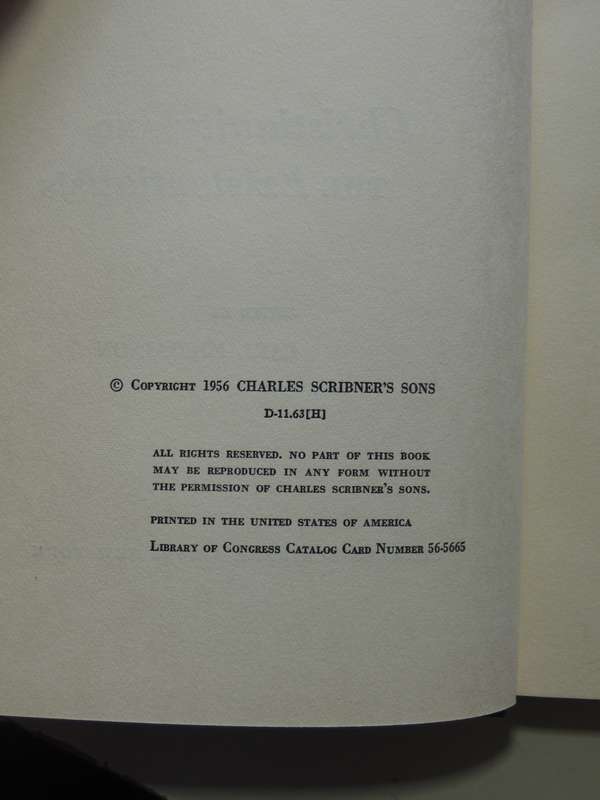 © Copyright 1956 CHARLES SCRIBNER'S SONS
D-11.63[H]
ALL RIGHTS RESERVED. NO PART OF THIS BOOK
MAY BE REPRODUCED IN ANY FORM WITHOUT
THE PERMISSION OF CHARLES SCRIBNER'S SONS.
PRINTED IN THE UNITED STATES OF AMERICA
Library of Congress Catalog Card Number 56-5665